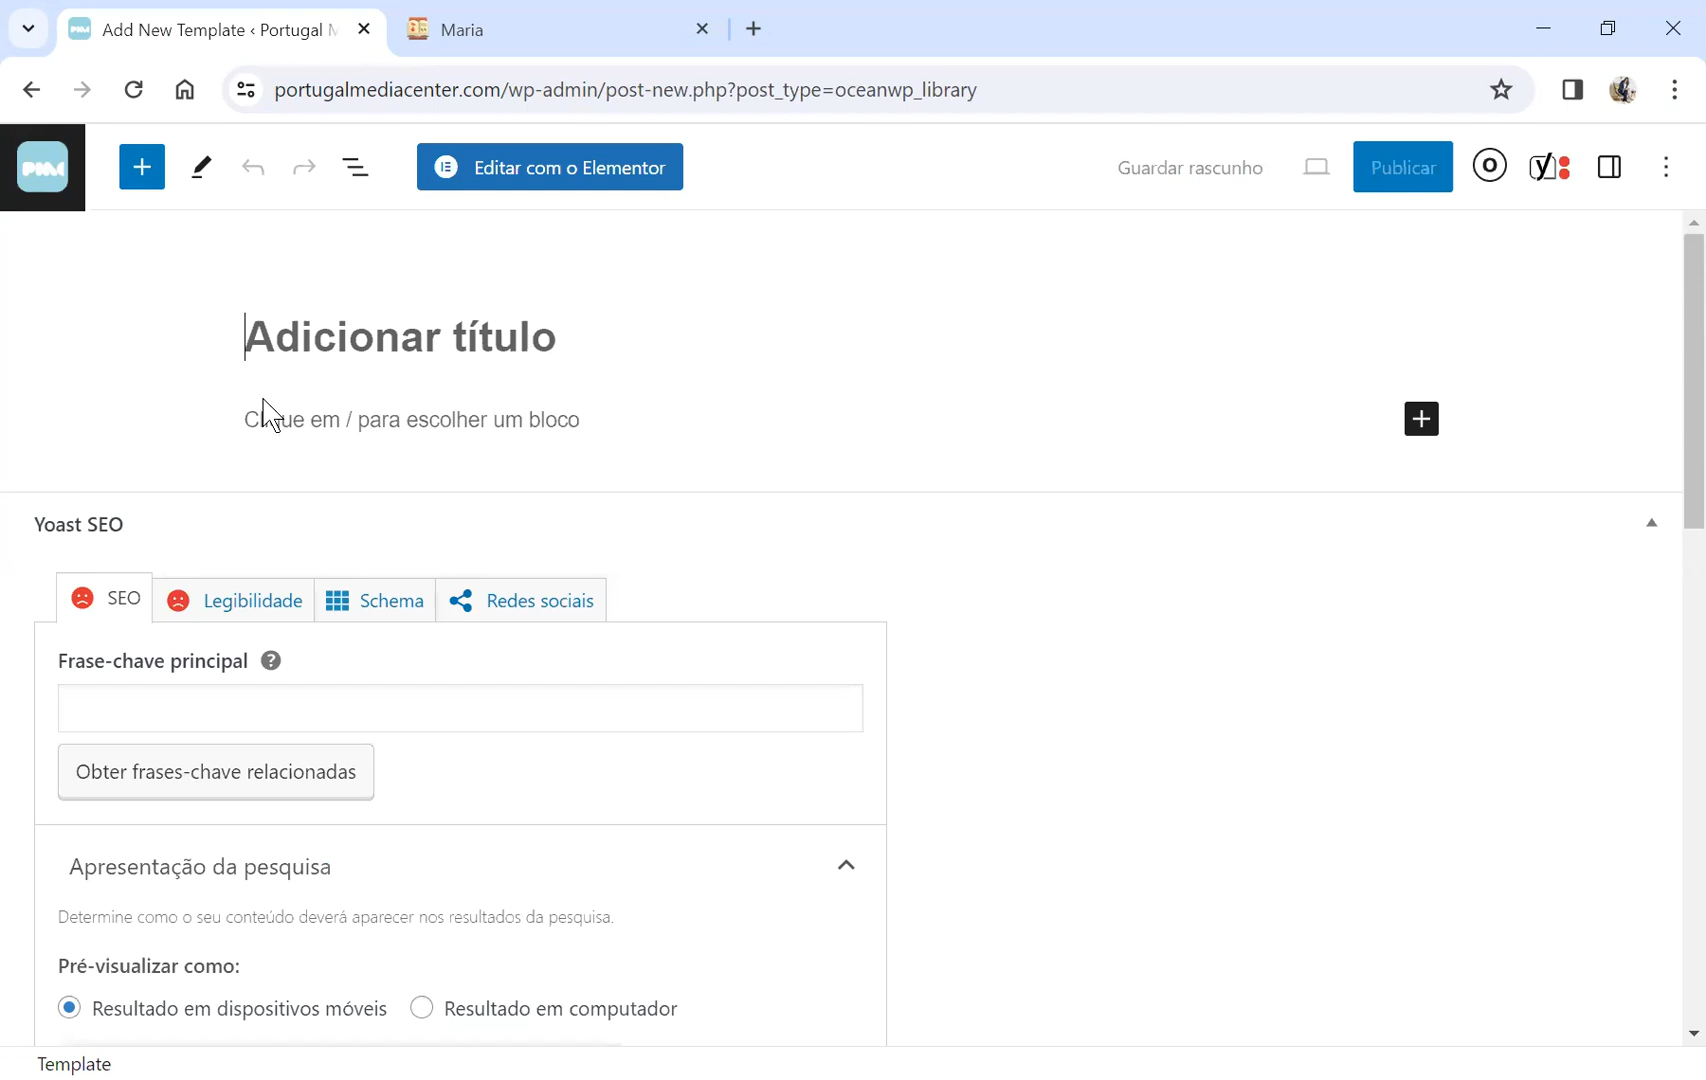 Add New Template ‹ Portugal M
Maria
portugalmediacenter.com/wp-admin/post-new.php?post_type=oceanwp_library
PIM
Editar com o Elementor
Guardar rascunho
Publicar
Adicionar título
Clique em / para escolher um bloco
Yoast SEO
SEO
Legibilidade
Schema
Redes sociais
Frase-chave principal
Obter frases-chave relacionadas
Apresentação da pesquisa
Determine como o seu conteúdo deverá aparecer nos resultados da pesquisa.
Pré-visualizar como:
Resultado em dispositivos móveis
Resultado em computador
Template